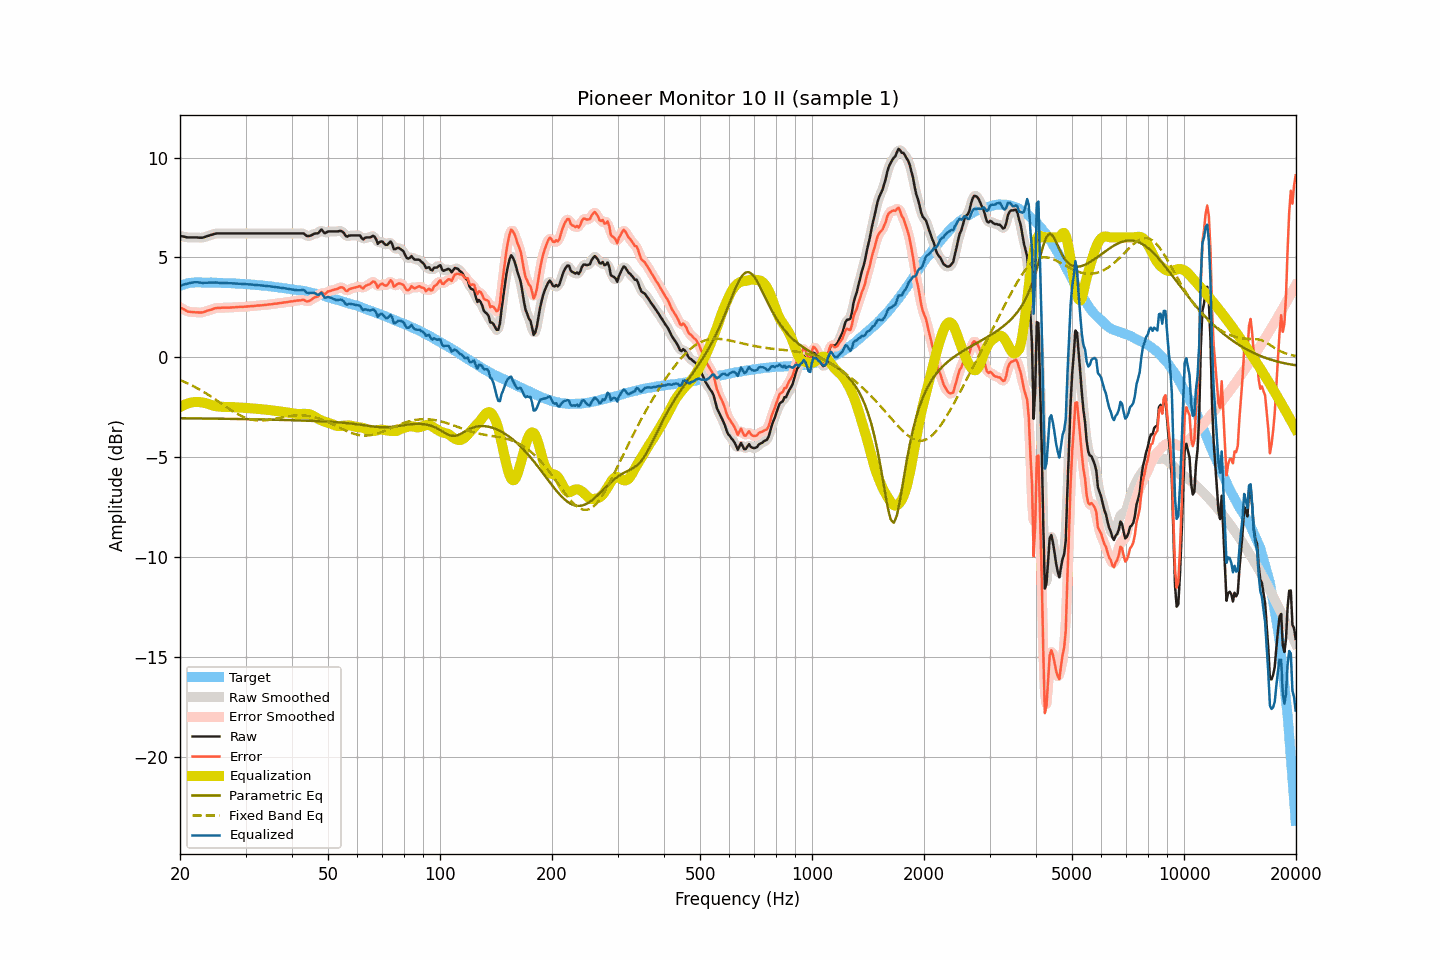 Pioneer Monitor 10 II (sample 1)
Amplitude (dBr)
10
5
0
−5
−10
−15
−20
Target
Raw Smoothed
Error Smoothed
Raw
Error
Equalization
Parametric Eq
Fixed Band Eq
Equalized
20 50 100 200 500 1000 2000 5000 10000 20000
Frequency (Hz)